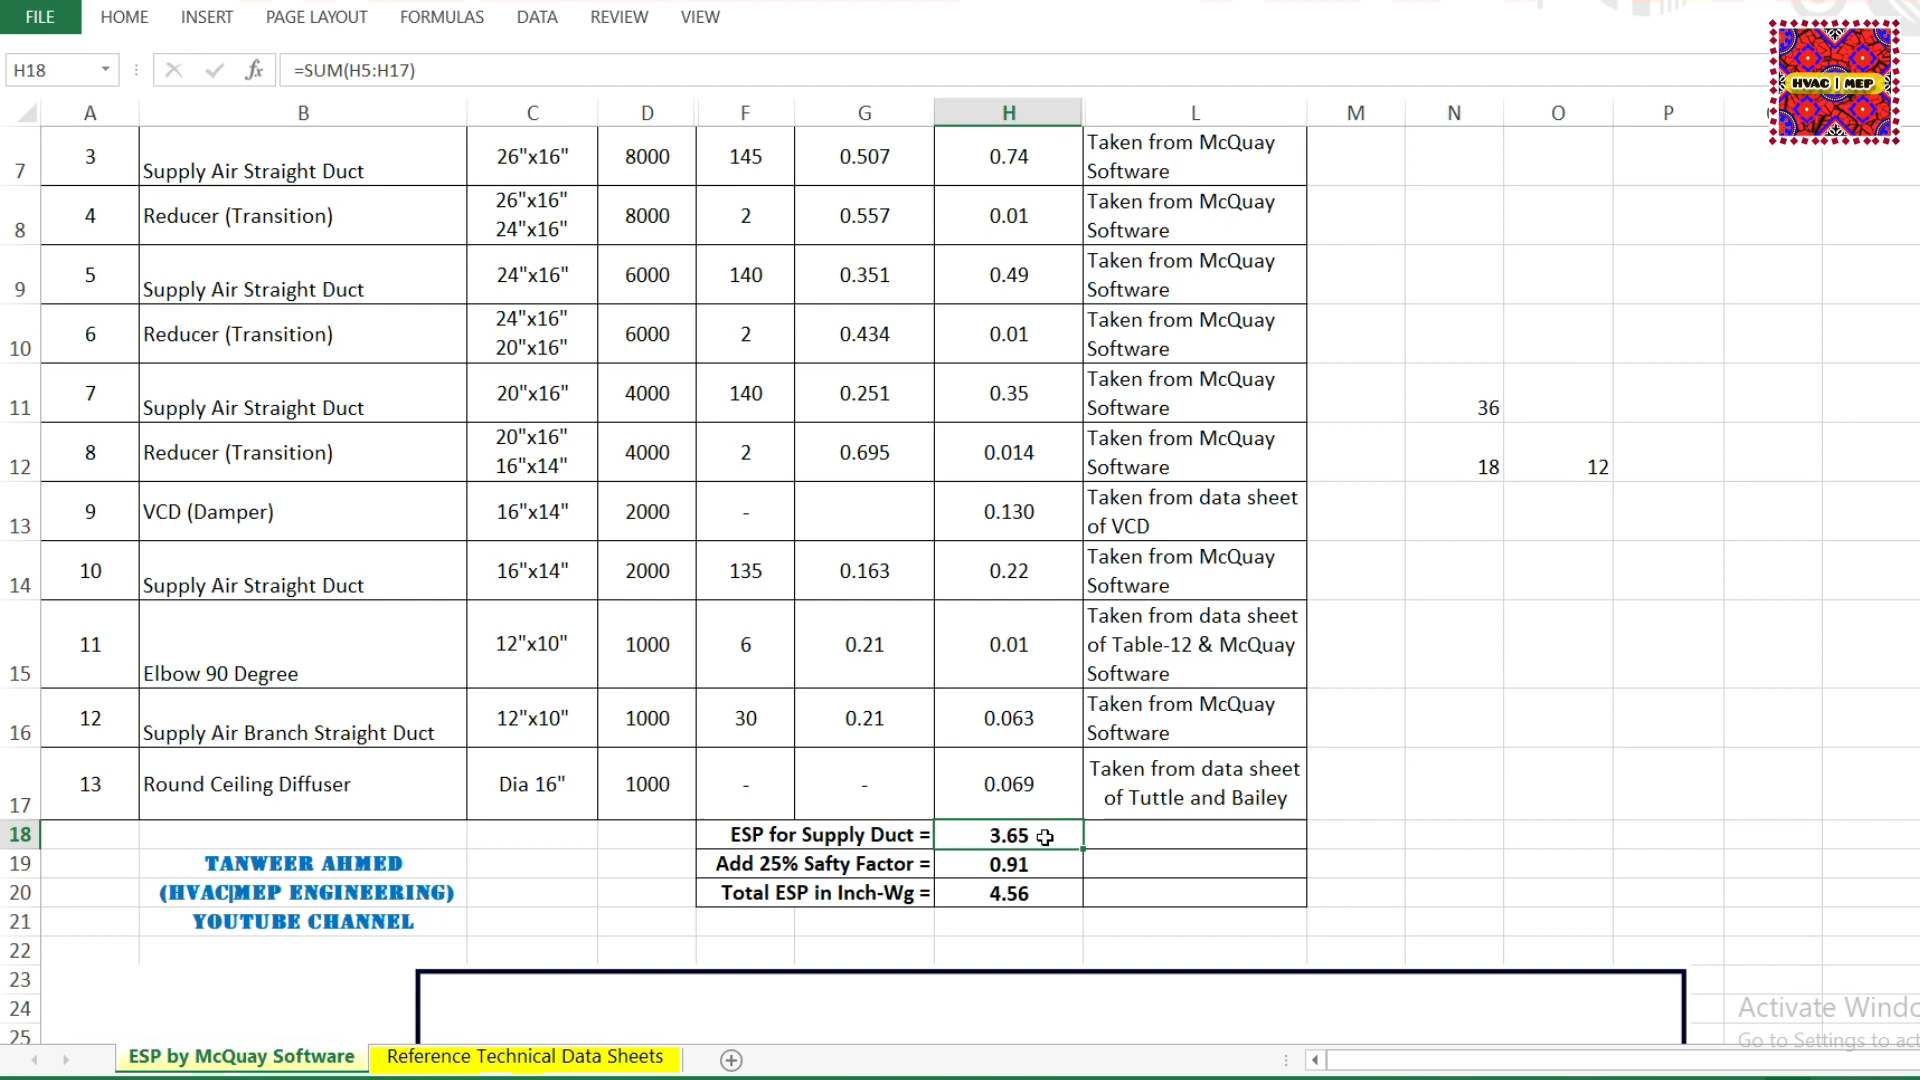 FILE HOME INSERT PAGE LAYOUT FORMULAS DATA REVIEW VIEW
H18 fx =SUM(H5:H17)
HVAC | MEP
A B C D F G H L M N O P
7 3 Supply Air Straight Duct 26"x16" 8000 145 0.507 0.74 Taken from McQuay
Software
8 4 Reducer (Transition) 26"x16" 8000 2 0.557 0.01 Taken from McQuay
24"x16" Software
9 5 Supply Air Straight Duct 24"x16" 6000 140 0.351 0.49 Taken from McQuay
Software
10 6 Reducer (Transition) 24"x16" 6000 2 0.434 0.01 Taken from McQuay
20"x16" Software
11 7 Supply Air Straight Duct 20"x16" 4000 140 0.251 0.35 Taken from McQuay 36
Software
12 8 Reducer (Transition) 20"x16" 4000 2 0.695 0.014 Taken from McQuay 18 12
16"x14" Software
13 9 VCD (Damper) 16"x14" 2000 - 0.130 Taken from data sheet
of VCD
14 10 Supply Air Straight Duct 16"x14" 2000 135 0.163 0.22 Taken from McQuay
Software
15 11 Elbow 90 Degree 12"x10" 1000 6 0.21 0.01 Taken from data sheet
of Table-12 & McQuay
Software
16 12 Supply Air Branch Straight Duct 12"x10" 1000 30 0.21 0.063 Taken from McQuay
Software
17 13 Round Ceiling Diffuser Dia 16" 1000 - - 0.069 Taken from data sheet
of Tuttle and Bailey
18 ESP for Supply Duct = 3.65
19 TANWEER AHMED Add 25% Safty Factor = 0.91
20 (HVAC|MEP ENGINEERING) Total ESP in Inch-Wg = 4.56
21 YOUTUBE CHANNEL
22
23
24 Activate
25 Go to Settings to
ESP by McQuay Software Reference Technical Data Sheets